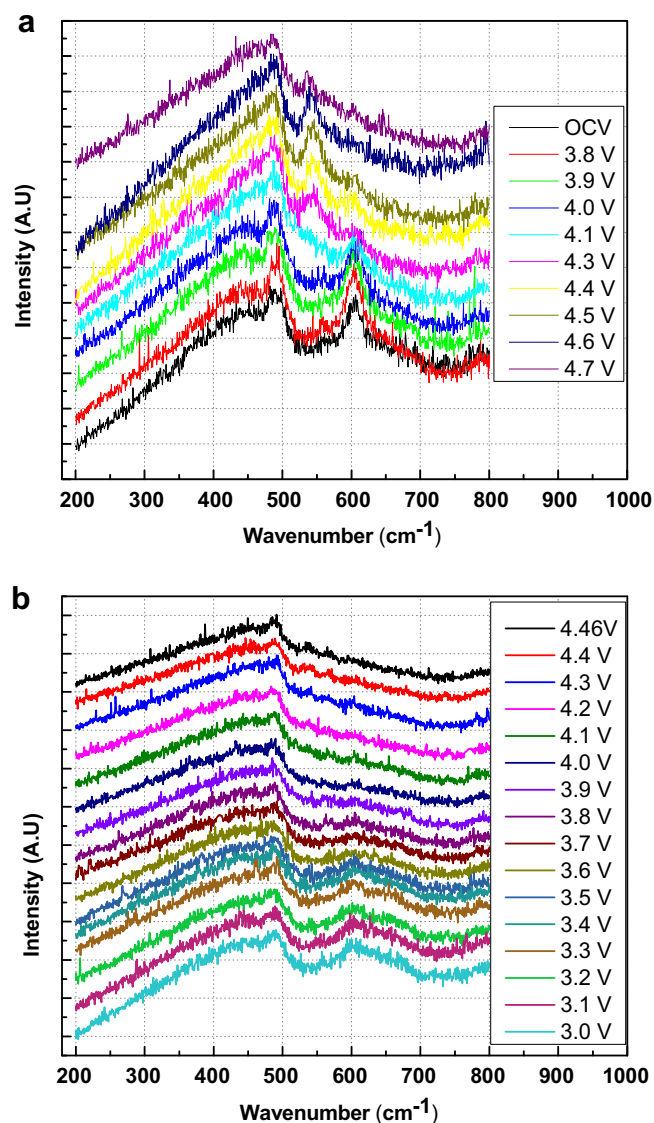 a
Intensity (A.U)
OCV
3.8 V
3.9 V
4.0 V
4.1 V
4.3 V
4.4 V
4.5 V
4.6 V
4.7 V
200 300 400 500 600 700 800 900 1000
Wavenumber (cm-1)
b
Intensity (A.U)
4.46V
4.4 V
4.3 V
4.2 V
4.1 V
4.0 V
3.9 V
3.8 V
3.7 V
3.6 V
3.5 V
3.4 V
3.3 V
3.2 V
3.1 V
3.0 V
200 300 400 500 600 700 800 900 1000
Wavenumber (cm-1)